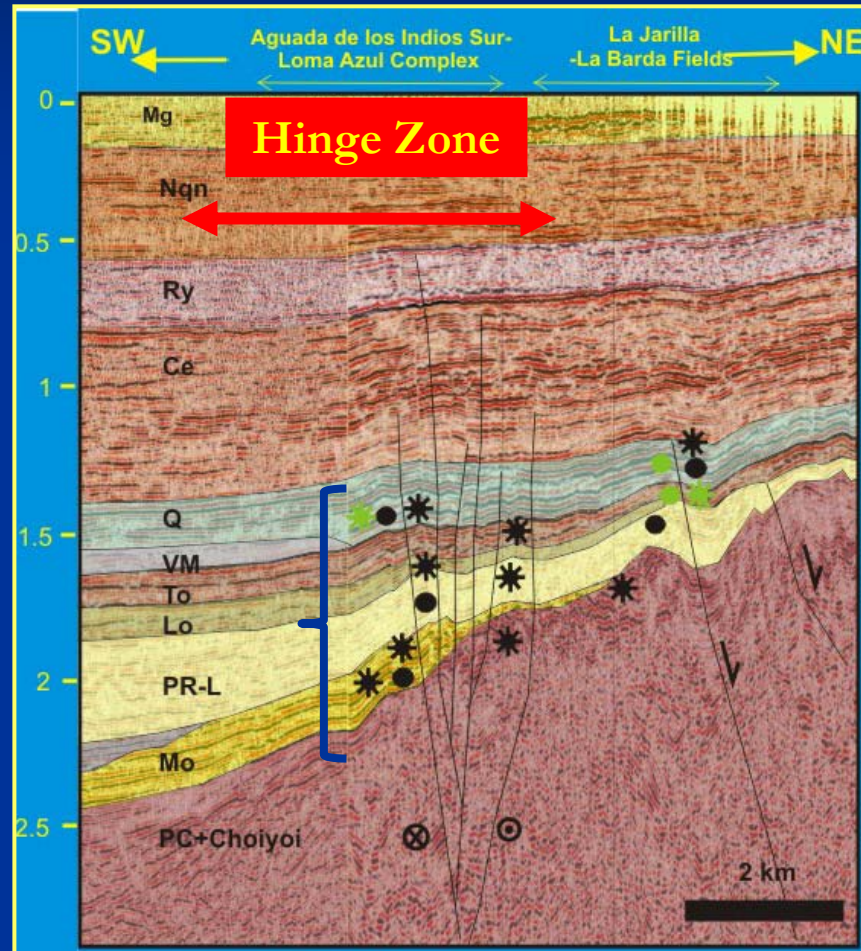 SW
Aguada de los Indios Sur-
Loma Azul Complex
La Jarilla
-La Barda Fields
NE
0
Mg
Hinge Zone
Nqn
0.5
Ry
Ce
1
Q
1.5
VM
To
Lo
PR-L
2
Mo
2.5
PC+Choiyoi
2 km